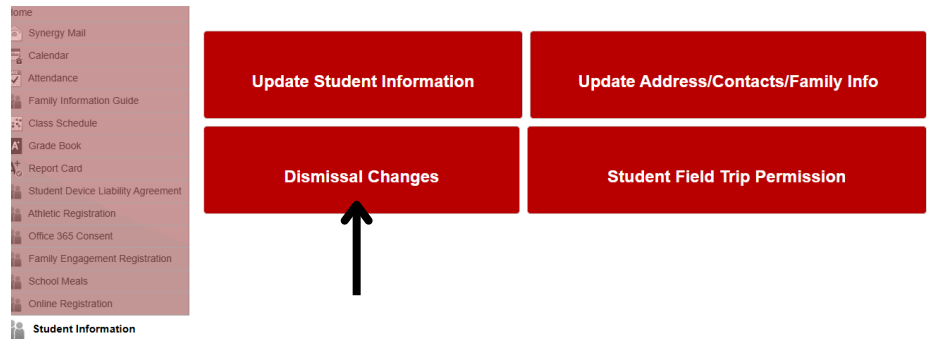 Home
Synergy Mail
Calendar
Attendance
Family Information Guide
Class Schedule
Grade Book
Report Card
Student Device Liability Agreement
Athletic Registration
Office 365 Consent
Family Engagement Registration
School Meals
Online Registration
Student Information
Update Student Information
Update Address/Contacts/Family Info
Dismissal Changes
Student Field Trip Permission